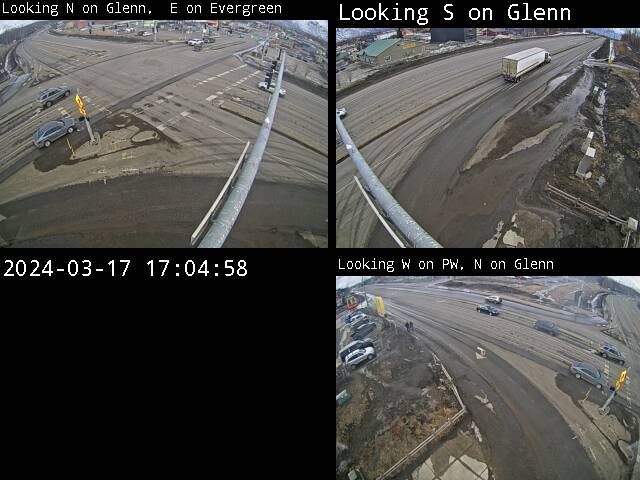 Looking N on Glenn,  E on Evergreen
Looking S on Glenn
2024-03-17 17:04:58
Looking W on PW, N on Glenn